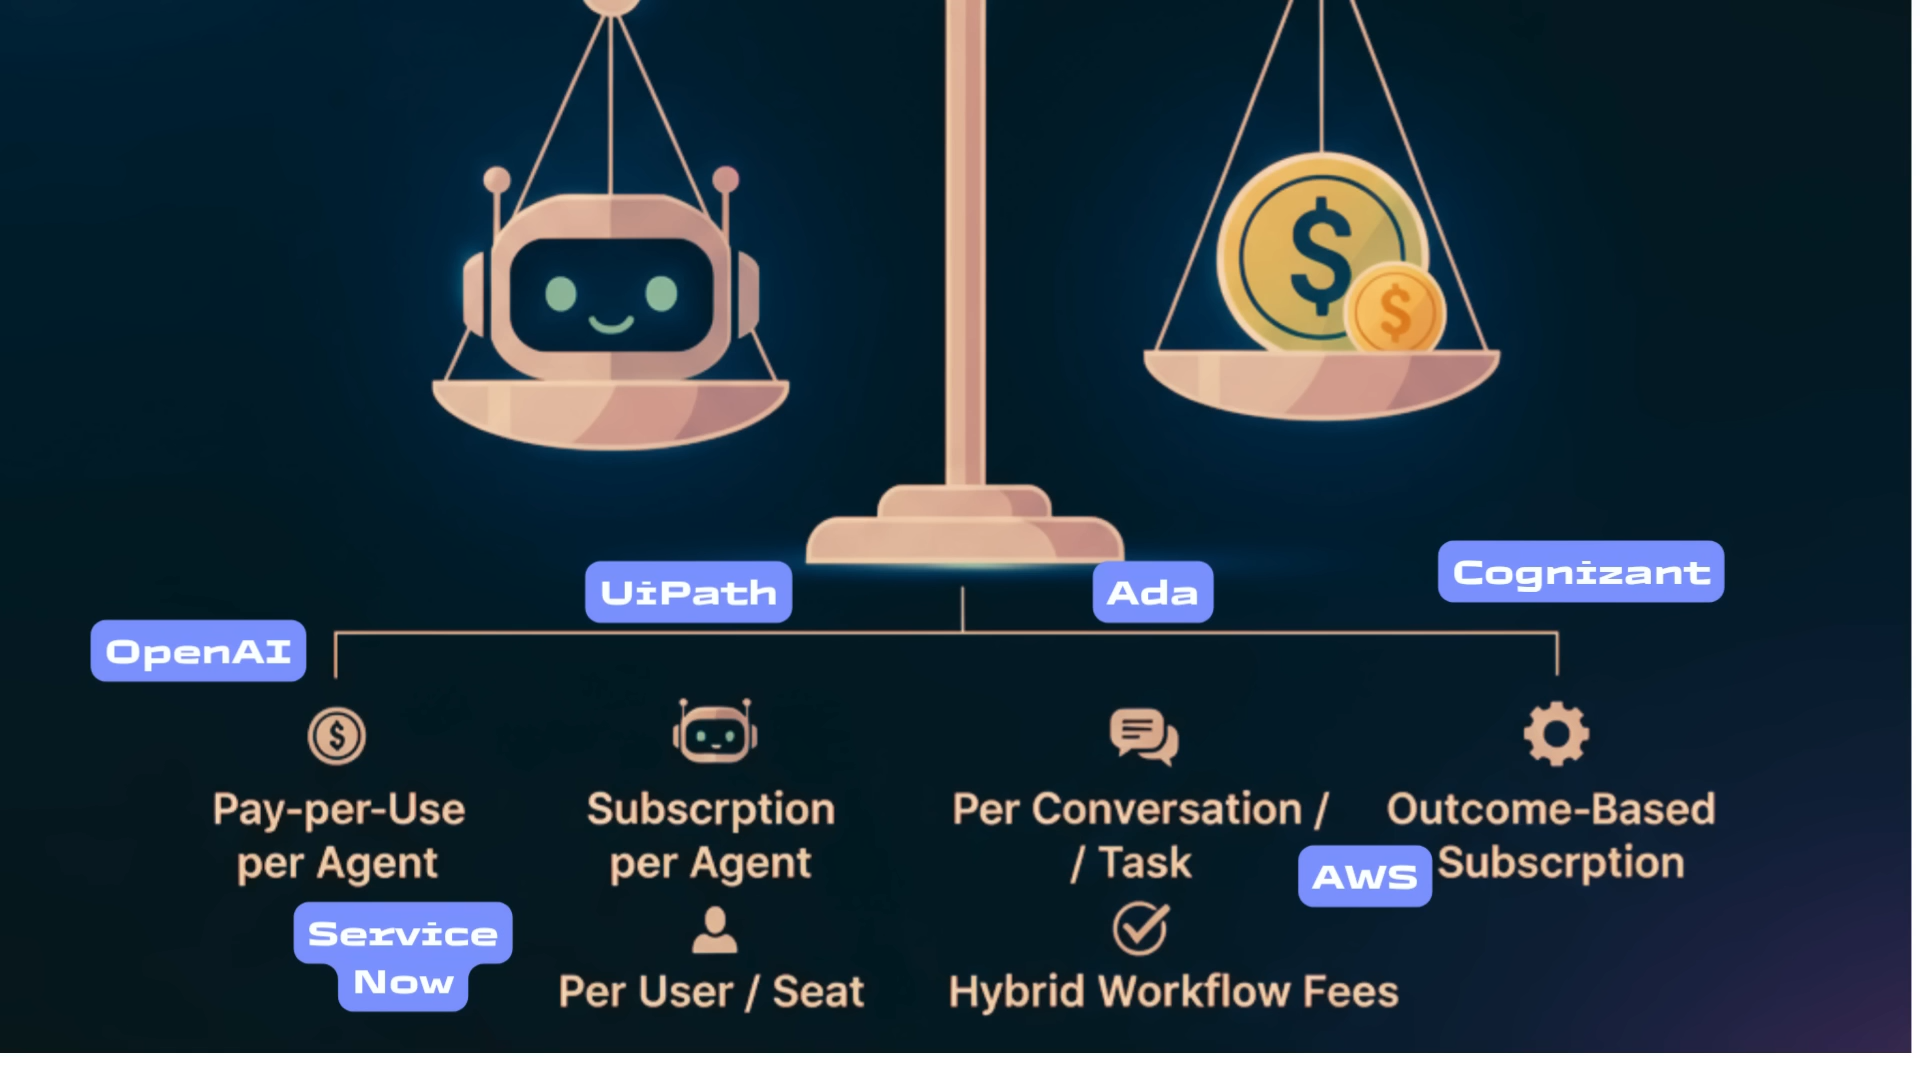 $
$
UiPath
Ada
Cognizant
OpenAI
$
Pay-per-Use
per Agent
Subscrption
per Agent
Per Conversation /
/ Task
Outcome-Based
Subscrption
AWS
Service
Now
Per User / Seat
Hybrid Workflow Fees